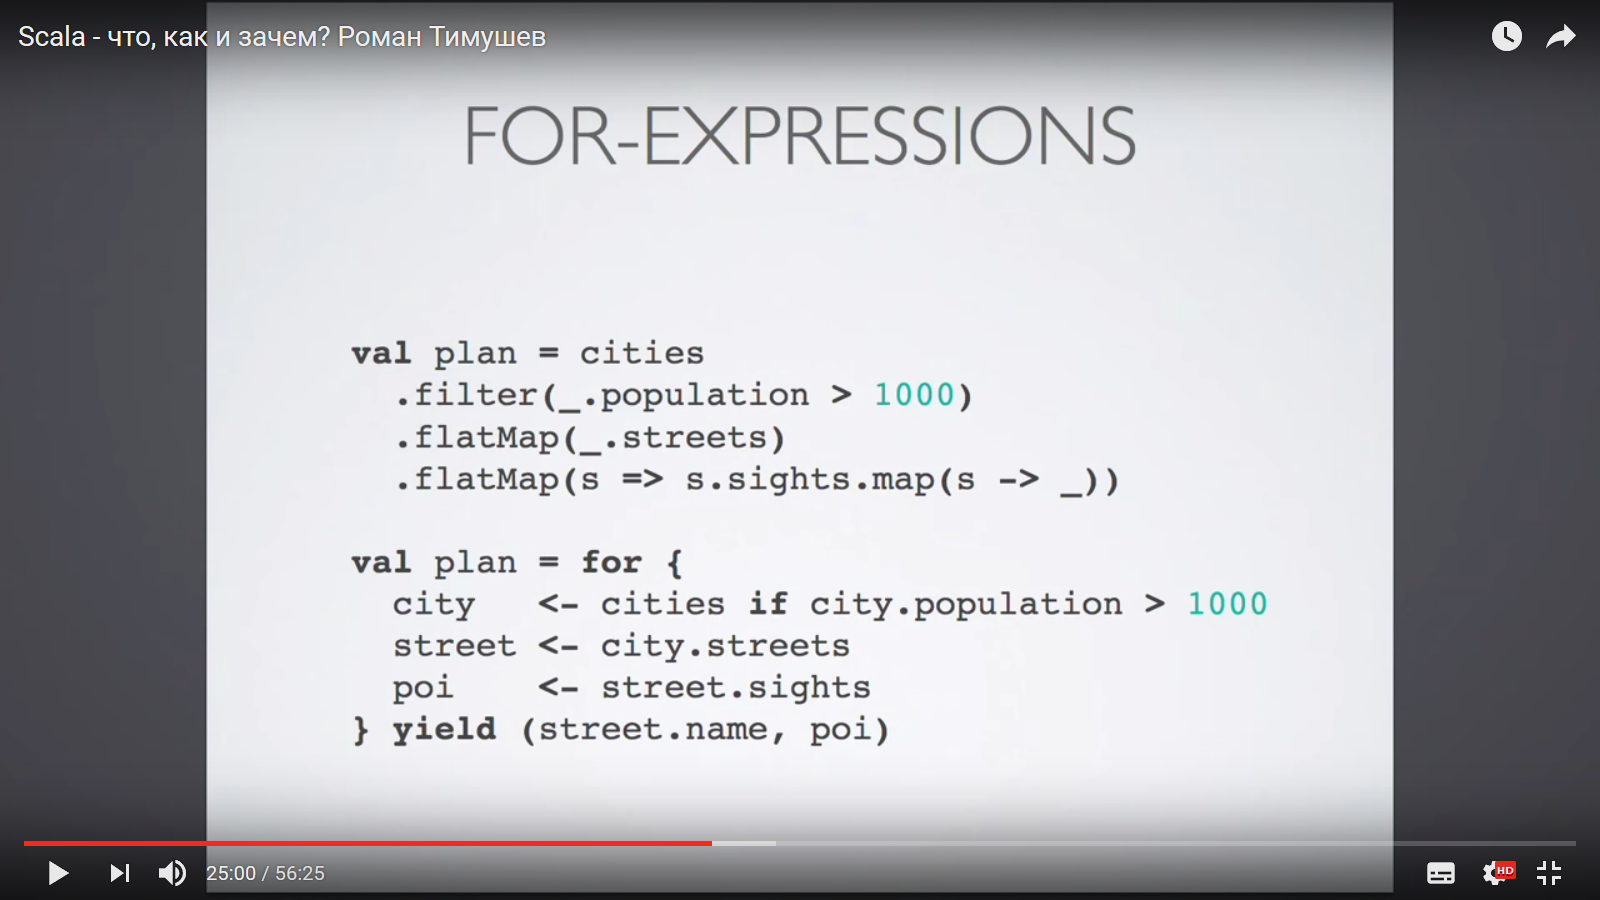 Scala - что, как и зачем? Роман Тимушев
FOR-EXPRESSIONS
val plan = cities
  .filter(_.population > 1000)
  .flatMap(_.streets)
  .flatMap(s => s.sights.map(s -> _))
val plan = for {
  city   <- cities if city.population > 1000
  street <- city.streets
  poi    <- street.sights
} yield (street.name, poi)
25:00 / 56:25
HD